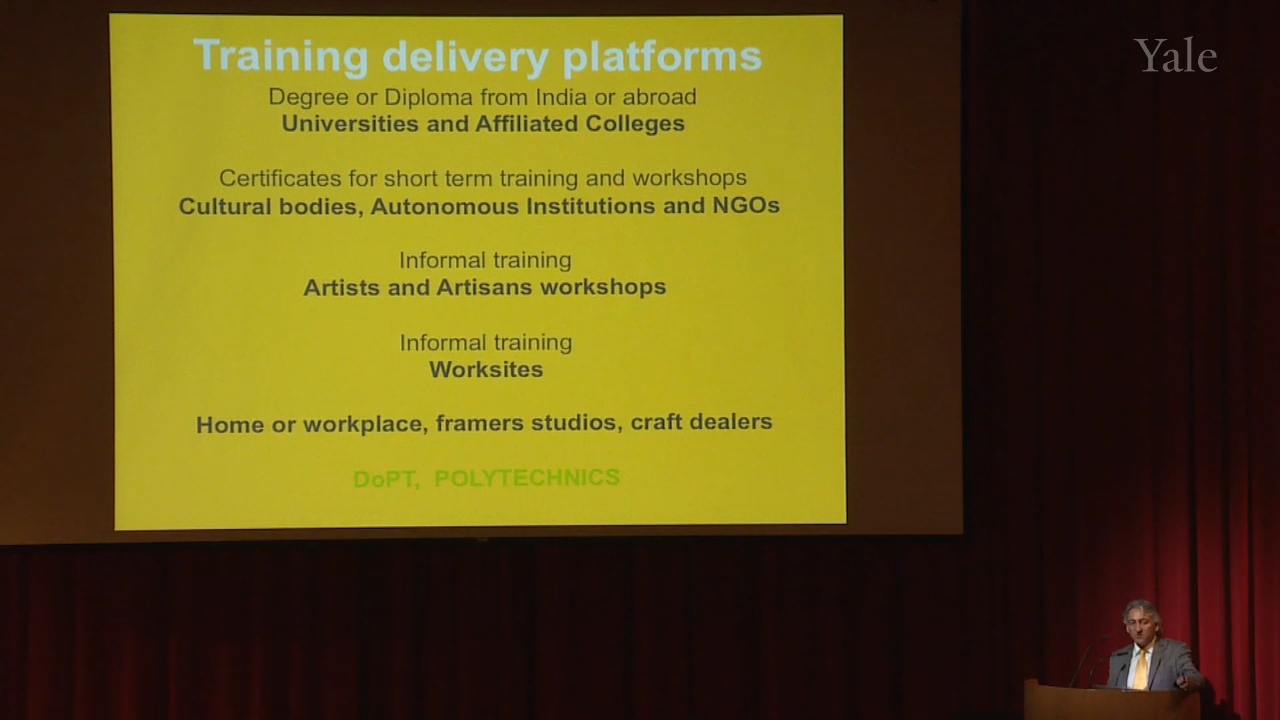 Yale
Training delivery platforms
Degree or Diploma from India or abroad
Universities and Affiliated Colleges
Certificates for short term training and workshops
Cultural bodies, Autonomous Institutions and NGOs
Informal training
Artists and Artisans workshops
Informal training
Worksites
Home or workplace, framers studios, craft dealers
DoPT, POLYTECHNICS